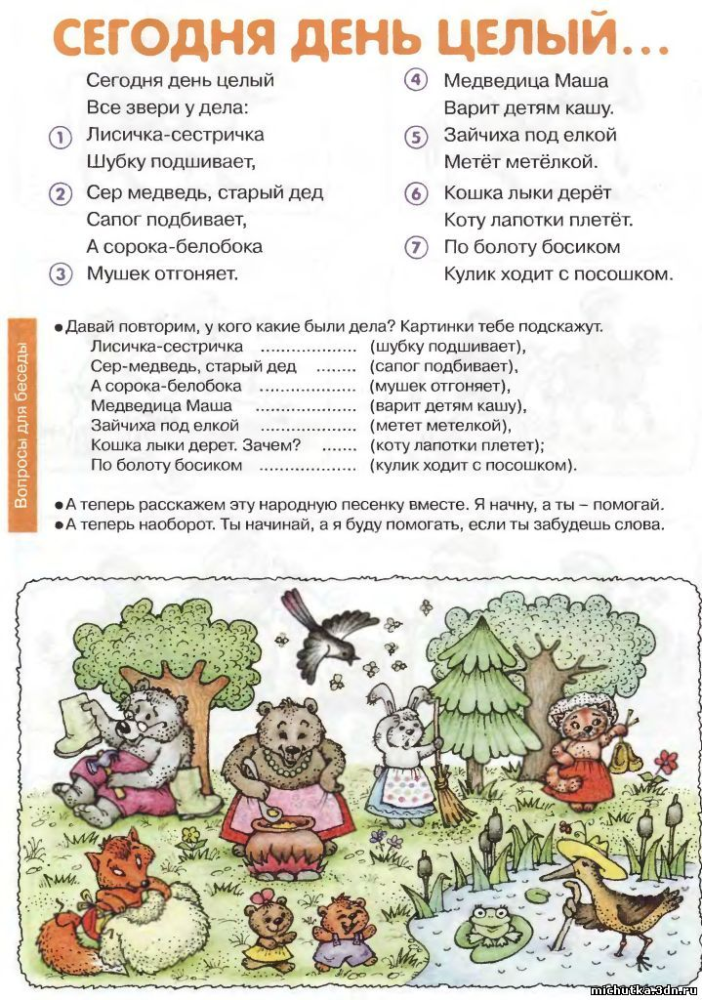 СЕГОДНЯ ДЕНЬ ЦЕЛЫЙ...
Сегодня день целый
Все звери у дела:
1 Лисичка-сестричка
Шубку подшивает,
2 Сер медведь, старый дед
Сапог подбивает,
А сорока-белобока
3 Мушек отгоняет.
4 Медведица Маша
Варит детям кашу.
5 Зайчиха под елкой
Метёт метёлкой.
6 Кошка лыки дерёт
Коту лапотки плетёт.
7 По болоту босиком
Кулик ходит с посошком.
Вопросы для беседы
•Давай повторим, у кого какие были дела? Картинки тебе подскажут.
Лисичка-сестричка ................... (шубку подшивает),
Сер-медведь, старый дед ........ (сапог подбивает),
А сорока-белобока ................... (мушек отгоняет),
Медведица Маша ................... (варит детям кашу),
Зайчиха под елкой ................... (метет метелкой),
Кошка лыки дерет. Зачем? ....... (коту лапотки плетет);
По болоту босиком ................... (кулик ходит с посошком).
•А теперь расскажем эту народную песенку вместе. Я начну, а ты – помогай.
•А теперь наоборот. Ты начинай, а я буду помогать, если ты забудешь слова.
michutka.3dn.ru